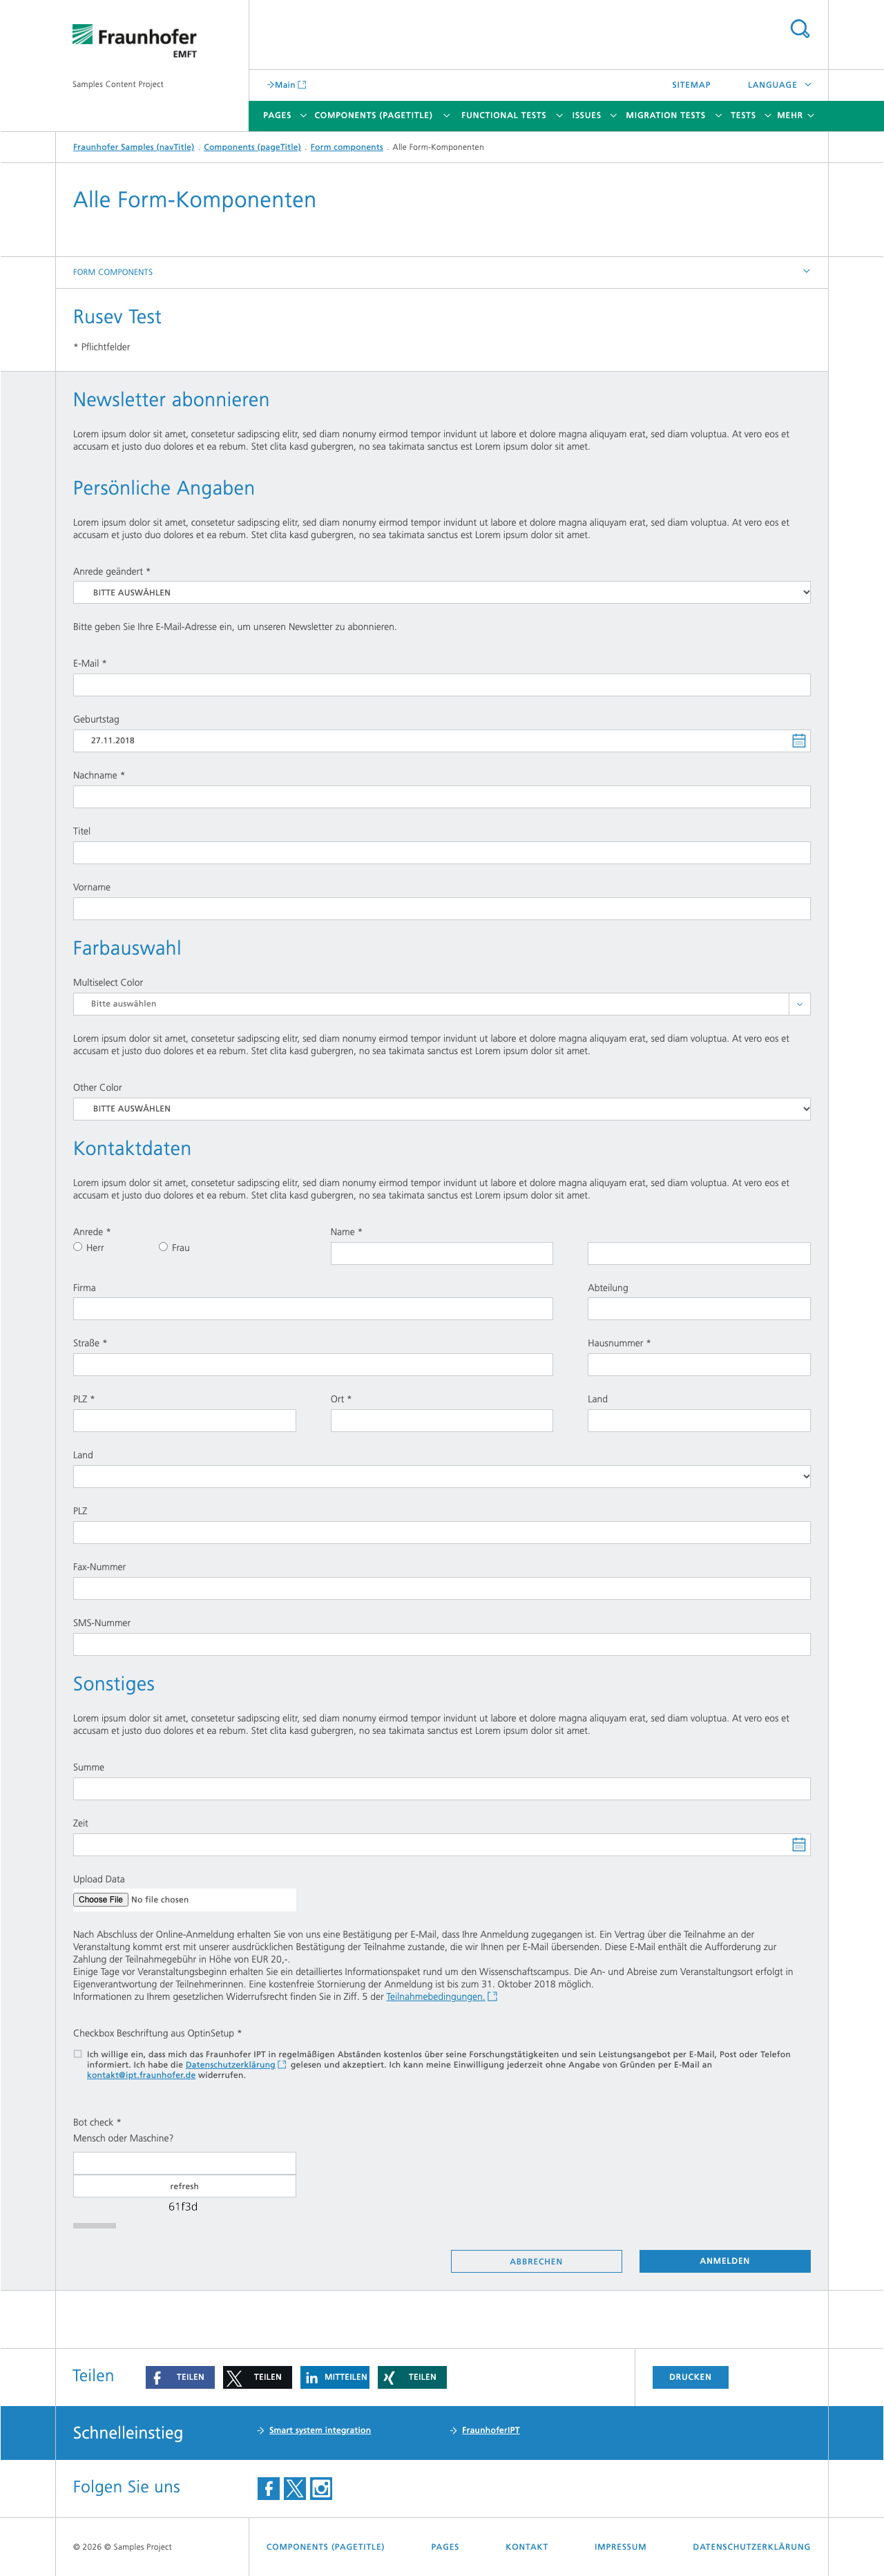 Fraunhofer
EMFT
Samples Content Project
Main
SITEMAP
LANGUAGE
PAGES
COMPONENTS (PAGETITLE)
FUNCTIONAL TESTS
ISSUES
MIGRATION TESTS
TESTS
MEHR
Fraunhofer Samples (navTitle) . Components (pageTitle) . Form components . Alle Form-Komponenten
Alle Form-Komponenten
FORM COMPONENTS
Rusev Test
* Pflichtfelder
Newsletter abonnieren
Lorem ipsum dolor sit amet, consetetur sadipscing elitr, sed diam nonumy eirmod tempor invidunt ut labore et dolore magna aliquyam erat, sed diam voluptua. At vero eos et
accusam et justo duo dolores et ea rebum. Stet clita kasd gubergren, no sea takimata sanctus est Lorem ipsum dolor sit amet.
Persönliche Angaben
Lorem ipsum dolor sit amet, consetetur sadipscing elitr, sed diam nonumy eirmod tempor invidunt ut labore et dolore magna aliquyam erat, sed diam voluptua. At vero eos et
accusam et justo duo dolores et ea rebum. Stet clita kasd gubergren, no sea takimata sanctus est Lorem ipsum dolor sit amet.
Anrede geändert *
BITTE AUSWÄHLEN
Bitte geben Sie Ihre E-Mail-Adresse ein, um unseren Newsletter zu abonnieren.
E-Mail *
Geburtstag
27.11.2018
Nachname *
Titel
Vorname
Farbauswahl
Multiselect Color
Bitte auswählen
Lorem ipsum dolor sit amet, consetetur sadipscing elitr, sed diam nonumy eirmod tempor invidunt ut labore et dolore magna aliquyam erat, sed diam voluptua. At vero eos et
accusam et justo duo dolores et ea rebum. Stet clita kasd gubergren, no sea takimata sanctus est Lorem ipsum dolor sit amet.
Other Color
BITTE AUSWÄHLEN
Kontaktdaten
Lorem ipsum dolor sit amet, consetetur sadipscing elitr, sed diam nonumy eirmod tempor invidunt ut labore et dolore magna aliquyam erat, sed diam voluptua. At vero eos et
accusam et justo duo dolores et ea rebum. Stet clita kasd gubergren, no sea takimata sanctus est Lorem ipsum dolor sit amet.
Anrede *
Name *
Herr
Frau
Firma
Abteilung
Straße *
Hausnummer *
PLZ *
Ort *
Land
Land
PLZ
Fax-Nummer
SMS-Nummer
Sonstiges
Lorem ipsum dolor sit amet, consetetur sadipscing elitr, sed diam nonumy eirmod tempor invidunt ut labore et dolore magna aliquyam erat, sed diam voluptua. At vero eos et
accusam et justo duo dolores et ea rebum. Stet clita kasd gubergren, no sea takimata sanctus est Lorem ipsum dolor sit amet.
Summe
Zeit
Upload Data
Choose File No file chosen
Nach Abschluss der Online-Anmeldung erhalten Sie von uns eine Bestätigung per E-Mail, dass Ihre Anmeldung zugegangen ist. Ein Vertrag über die Teilnahme an der
Veranstaltung kommt erst mit unserer ausdrücklichen Bestätigung der Teilnahme zustande, die wir Ihnen per E-Mail übersenden. Diese E-Mail enthält die Aufforderung zur
Zahlung der Teilnahmegebühr in Höhe von EUR 20,-.
Einige Tage vor Veranstaltungsbeginn erhalten Sie ein detailliertes Informationspaket rund um den Wissenschaftscampus. Die An- und Abreise zum Veranstaltungsort erfolgt in
Eigenverantwortung der Teilnehmerinnen. Eine kostenfreie Stornierung der Anmeldung ist bis zum 31. Oktober 2018 möglich.
Informationen zu Ihrem gesetzlichen Widerrufsrecht finden Sie in Ziff. 5 der Teilnahmebedingungen.
Checkbox Beschriftung aus OptinSetup *
Ich willige ein, dass mich das Fraunhofer IPT in regelmäßigen Abständen kostenlos über seine Forschungstätigkeiten und sein Leistungsangebot per E-Mail, Post oder Telefon
informiert. Ich habe die Datenschutzerklärung gelesen und akzeptiert. Ich kann meine Einwilligung jederzeit ohne Angabe von Gründen per E-Mail an
kontakt@ipt.fraunhofer.de widerrufen.
Bot check *
Mensch oder Maschine?
refresh
61f3d
ABBRECHEN
ANMELDEN
Teilen
TEILEN
TEILEN
MITTEILEN
TEILEN
DRUCKEN
Schnelleinstieg
Smart system integration
FraunhoferIPT
Folgen Sie uns
© 2026 © Samples Project
COMPONENTS (PAGETITLE)
PAGES
KONTAKT
IMPRESSUM
DATENSCHUTZERKLÄRUNG